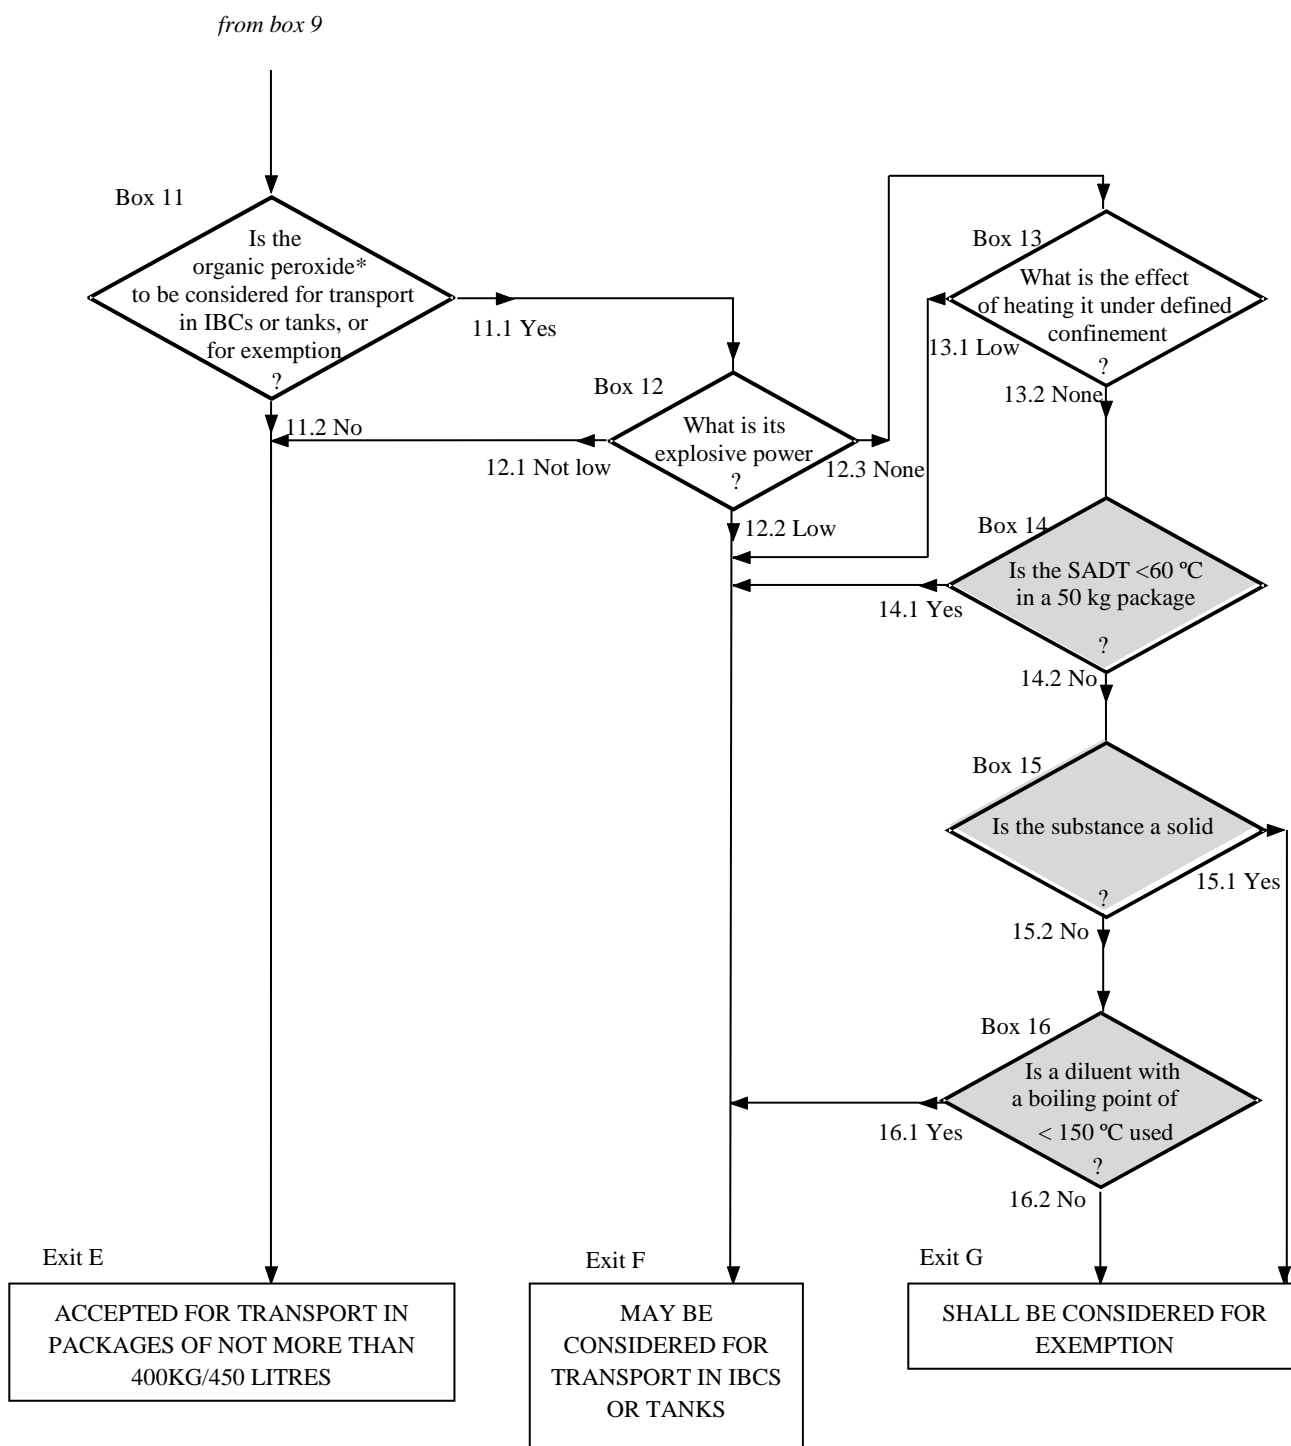 from box 9
Box 11
Is the
organic peroxide*
to be considered for transport
in IBCs or tanks, or
for exemption
?
11.1 Yes
11.2 No
Box 12
What is its
explosive power
?
12.1 Not low
12.3 None
12.2 Low
Box 13
What is the effect
of heating it under defined
confinement
?
13.1 Low
13.2 None
Box 14
Is the SADT <60 ºC
in a 50 kg package
?
14.1 Yes
14.2 No
Box 15
Is the substance a solid
?
15.1 Yes
15.2 No
Box 16
Is a diluent with
a boiling point of
< 150 ºC used
?
16.1 Yes
16.2 No
Exit E
ACCEPTED FOR TRANSPORT IN
PACKAGES OF NOT MORE THAN
400KG/450 LITRES
Exit F
MAY BE
CONSIDERED FOR
TRANSPORT IN IBCS
OR TANKS
Exit G
SHALL BE CONSIDERED FOR
EXEMPTION